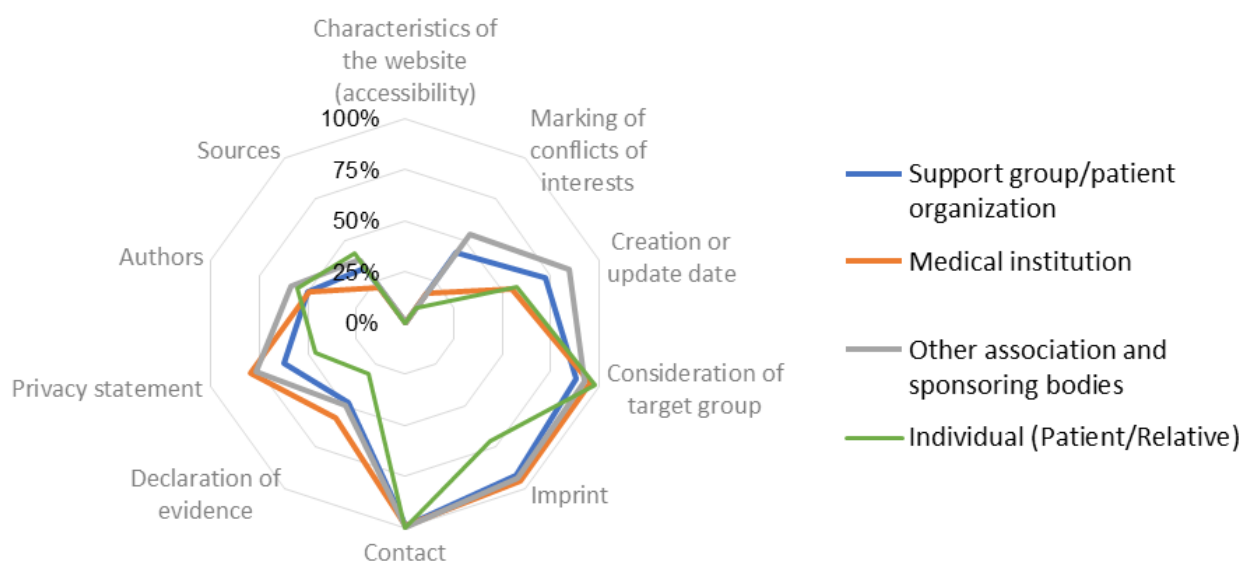 Characteristics of
the website
(accessibility)
100%
75%
50%
25%
0%
Marking of
conflicts of
interests
Creation or
update date
Consideration of
target group
Imprint
Contact
Declaration of
evidence
Privacy statement
Authors
Sources
Support group/patient
organization
Medical institution
Other association and
sponsoring bodies
Individual (Patient/Relative)